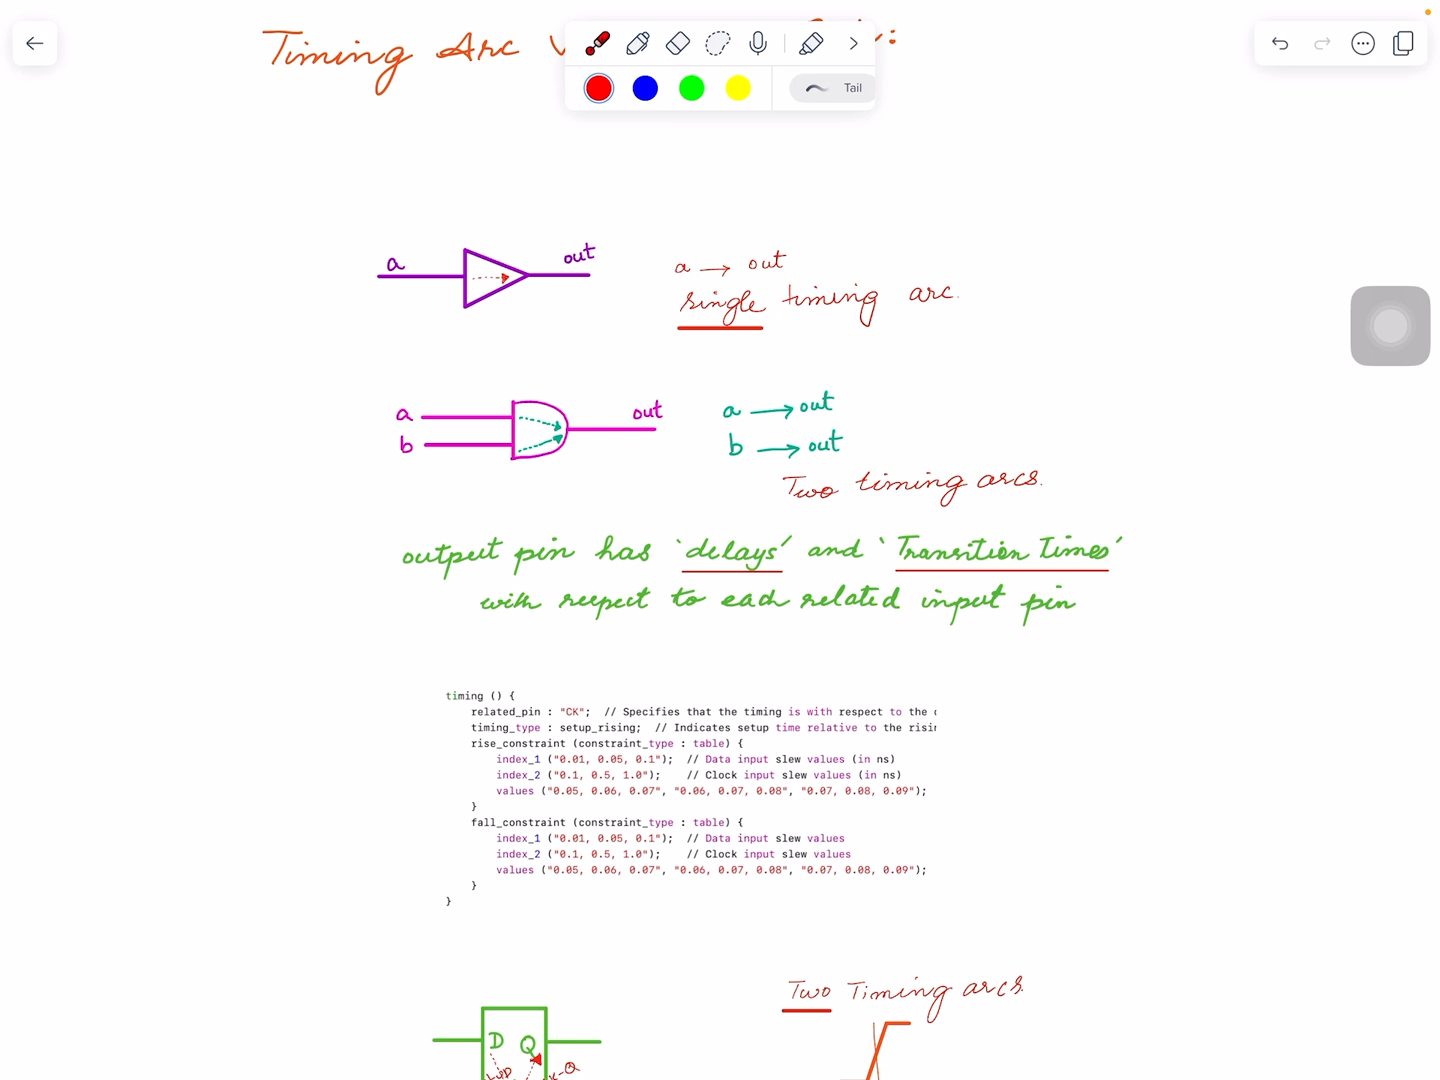 Timing Arc
Tail
a
out
a → out
single timing arc.
a
b
out
a → out
b → out
Two timing arcs.
output pin has 'delays' and 'Transition Times'
with respect to each related input pin
timing () {
related_pin : "CK"; // Specifies that the timing is with respect to the
timing_type : setup_rising; // Indicates setup time relative to the risin
rise_constraint (constraint_type : table) {
index_1 ("0.01, 0.05, 0.1"); // Data input slew values (in ns)
index_2 ("0.1, 0.5, 1.0"); // Clock input slew values (in ns)
values ("0.05, 0.06, 0.07", "0.06, 0.07, 0.08", "0.07, 0.08, 0.09");
}
fall_constraint (constraint_type : table) {
index_1 ("0.01, 0.05, 0.1"); // Data input slew values
index_2 ("0.1, 0.5, 1.0"); // Clock input slew values
values ("0.05, 0.06, 0.07", "0.06, 0.07, 0.08", "0.07, 0.08, 0.09");
}
}
Two Timing arcs
D Q